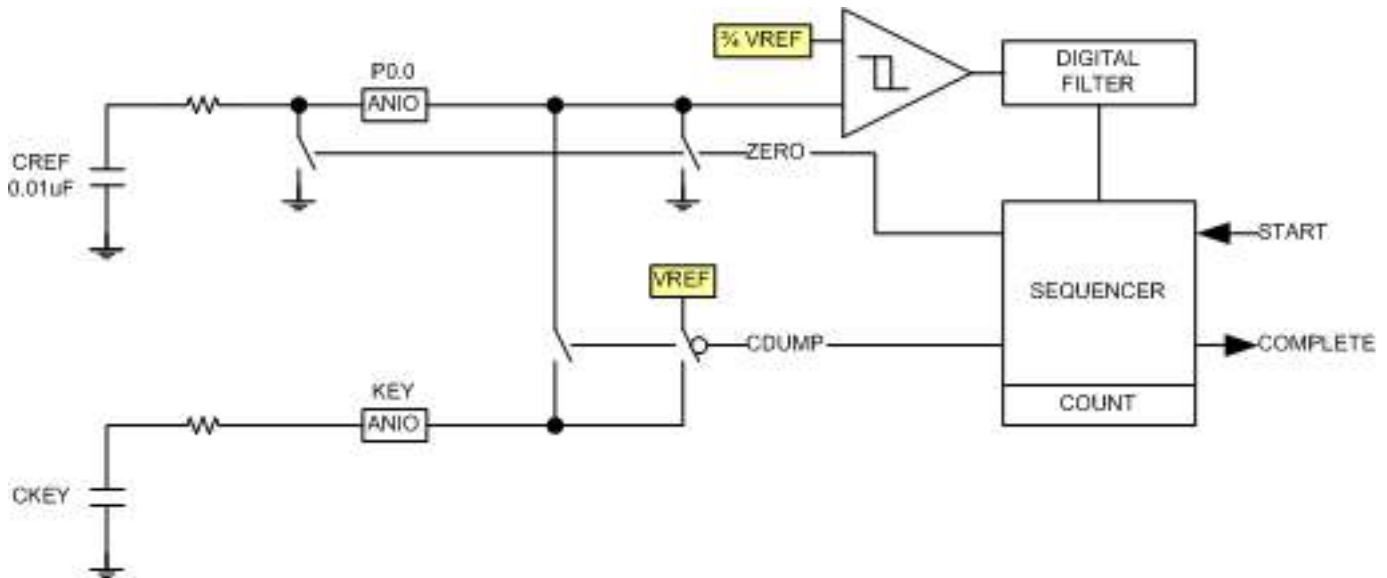 ¾ VREF
DIGITAL
FILTER
P0.0
ANIO
CREF
0.01uF
ZERO
START
VREF
SEQUENCER
CDUMP
COMPLETE
KEY
ANIO
COUNT
CKEY